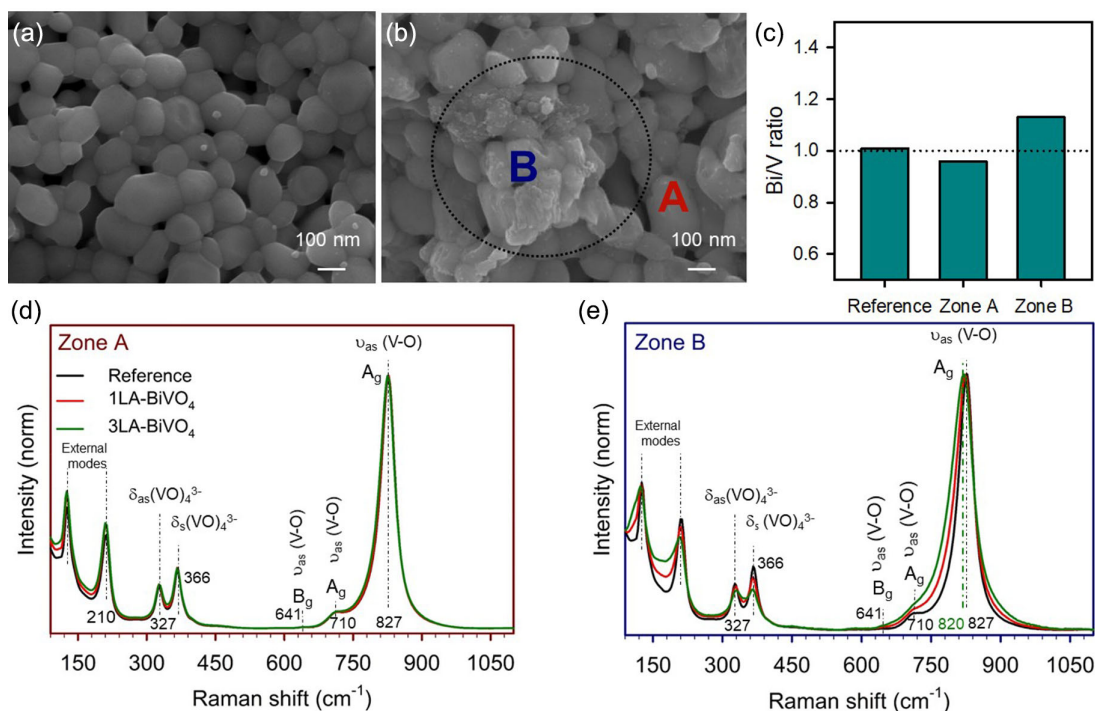 (a)
100 nm
(b)
B
A
100 nm
(c)
Bi/V ratio
1.4
1.2
1.0
0.8
0.6
Reference Zone A Zone B
(d)
Zone A
Reference
1LA-BiVO₄
3LA-BiVO₄
External
modes
δas(VO)₄³⁻
δs(VO)₄³⁻
υas (V-O)
Bg
υas (V-O)
Ag
υas (V-O)
Ag
210
327
366
641
710
827
150 300 450 600 750 900 1050
Raman shift (cm⁻¹)
Intensity (norm)
(e)
Zone B
External
modes
δas(VO)₄³⁻
δs (VO)₄³⁻
υas (V-O)
Bg
υas (V-O)
Ag
υas (V-O)
Ag
327
366
641
710
820
827
150 300 450 600 750 900 1050
Raman shift (cm⁻¹)
Intensity (norm)